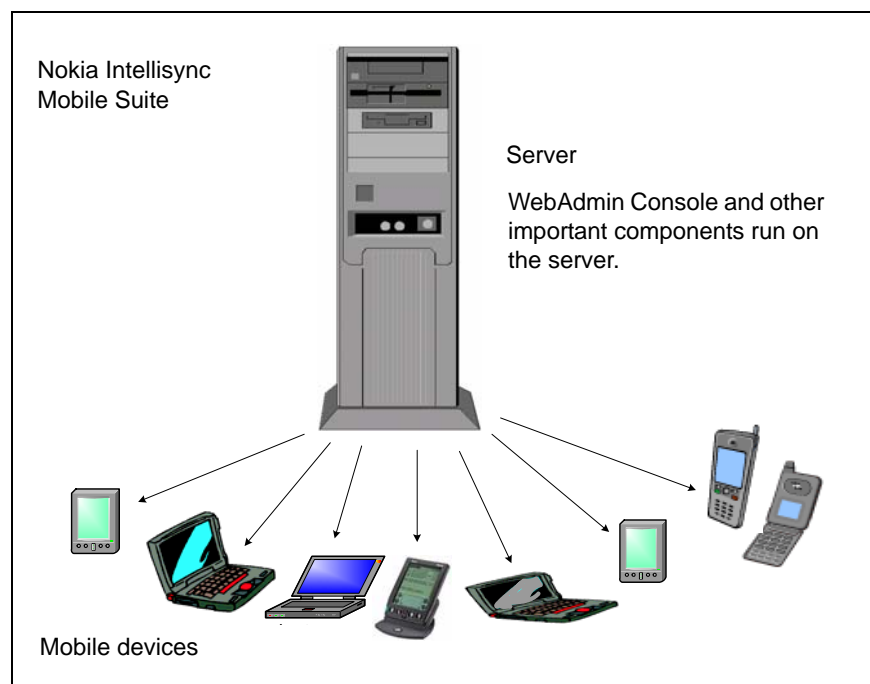 Nokia Intellisync
Mobile Suite
Server
WebAdmin Console and other
important components run on
the server.
Mobile devices